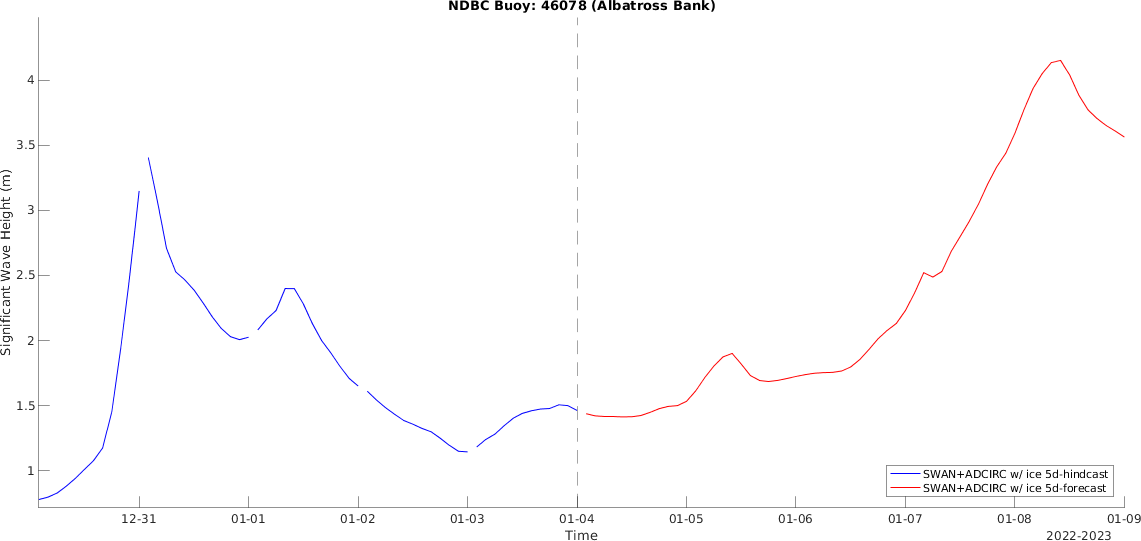 NDBC Buoy: 46078 (Albatross Bank)
Significant Wave Height (m)
4
3.5
3
2.5
2
1.5
1
SWAN+ADCIRC w/ ice 5d-hindcast
SWAN+ADCIRC w/ ice 5d-forecast
12-31 01-01 01-02 01-03 01-04 01-05 01-06 01-07 01-08 01-09
Time
2022-2023